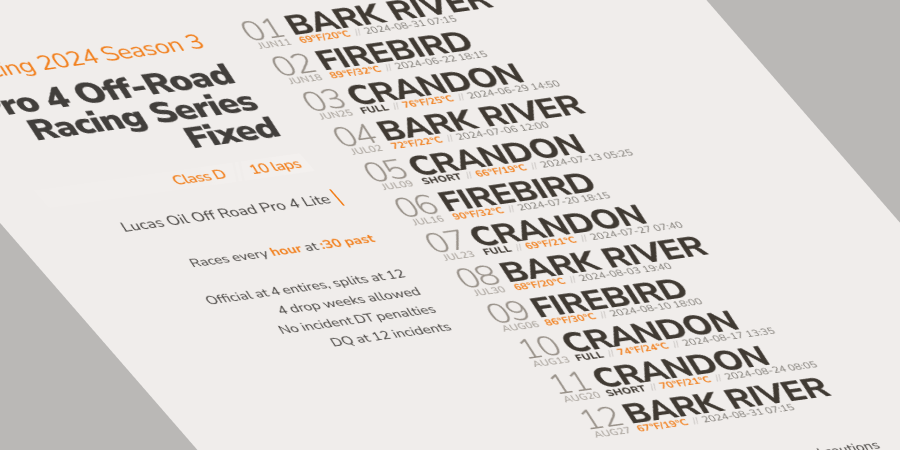 ing 2024 Season 3
Pro 4 Off-Road
Racing Series
Fixed
Class D 10 laps
Lucas Oil Off Road Pro 4 Lite
Races every hour at :30 past
Official at 4 entires, splits at 12
4 drop weeks allowed
No incident DT penalties
DQ at 12 incidents
01 BARK RIVER
JUN11 69°F/20°C // 2024-08-31 07:15
02 FIREBIRD
JUN18 89°F/32°C // 2024-06-22 18:15
03 CRANDON
JUN25 FULL // 76°F/25°C // 2024-06-29 14:50
04 BARK RIVER
JUL02 72°F/22°C // 2024-07-06 12:00
05 CRANDON
JUL09 SHORT // 66°F/19°C // 2024-07-13 05:25
06 FIREBIRD
JUL16 90°F/32°C // 2024-07-20 18:15
07 CRANDON
JUL23 FULL // 69°F/21°C // 2024-07-27 07:40
08 BARK RIVER
JUL30 68°F/20°C // 2024-08-03 19:40
09 FIREBIRD
AUG06 86°F/30°C // 2024-08-10 18:00
10 CRANDON
AUG13 FULL // 74°F/24°C // 2024-08-17 13:35
11 CRANDON
AUG20 SHORT // 70°F/21°C // 2024-08-24 08:05
12 BARK RIVER
AUG27 67°F/19°C // 2024-08-31 07:15
cautions